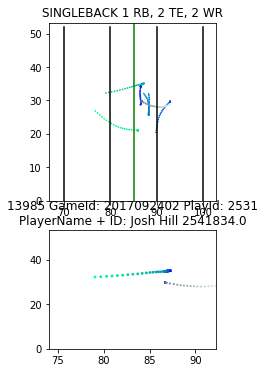 SINGLEBACK 1 RB, 2 TE, 2 WR
50
40
30
20
10
0
70 80 90 100
13985 GameId: 2017092402 PlayId: 2531
PlayerName + ID: Josh Hill 2541834.0
40
20
0
75 80 85 90